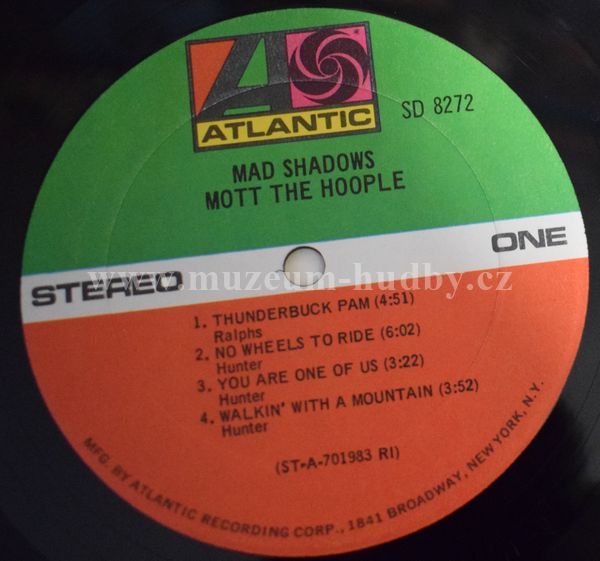 ATLANTIC
SD 8272
MAD SHADOWS
MOTT THE HOOPLE
STEREO
ONE
www.muzeum-hudby.cz
1. THUNDERBUCK PAM (4:51)
Ralphs
2. NO WHEELS TO RIDE (6:02)
Hunter
3. YOU ARE ONE OF US (3:22)
Hunter
4. WALKIN' WITH A MOUNTAIN (3:52)
Hunter
(ST-A-701983 RI)
MFG. BY ATLANTIC RECORDING CORP., 1841 BROADWAY, NEW YORK, N.Y.